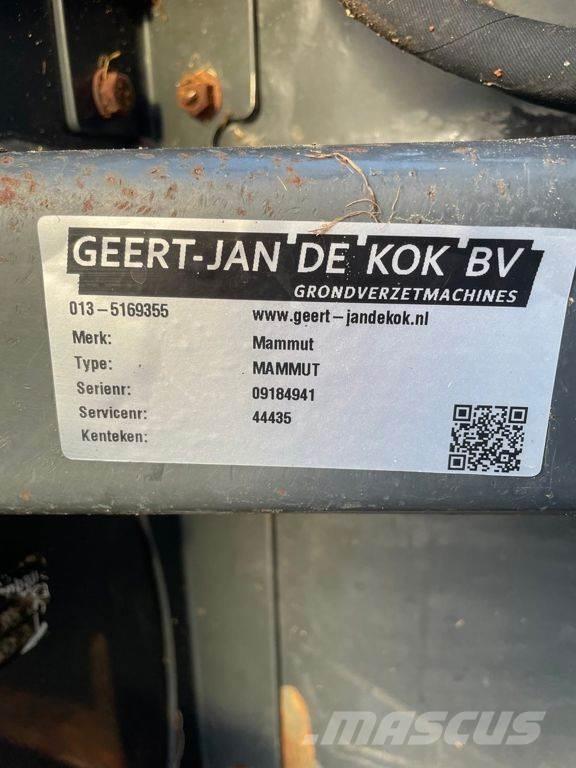 GEERT-JAN DE KOK BV
GRONDVERZETMACHINES
013-5169355 www.geert-jandekok.nl
Merk: Mammut
Type: MAMMUT
Serienr: 09184941
Servicenr: 44435
Kenteken:
MASCUS